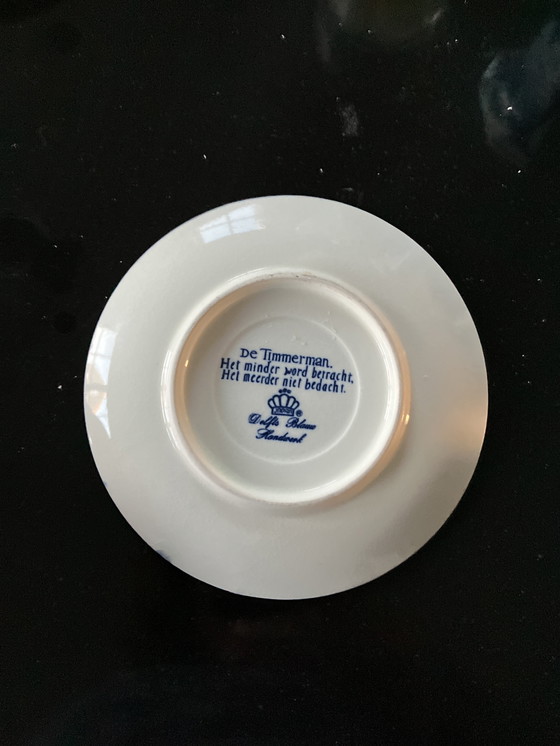 De Timmerman.
Het minder word betracht,
Het meerder niet bedacht.
®
Delfts Blauw
Handwerk